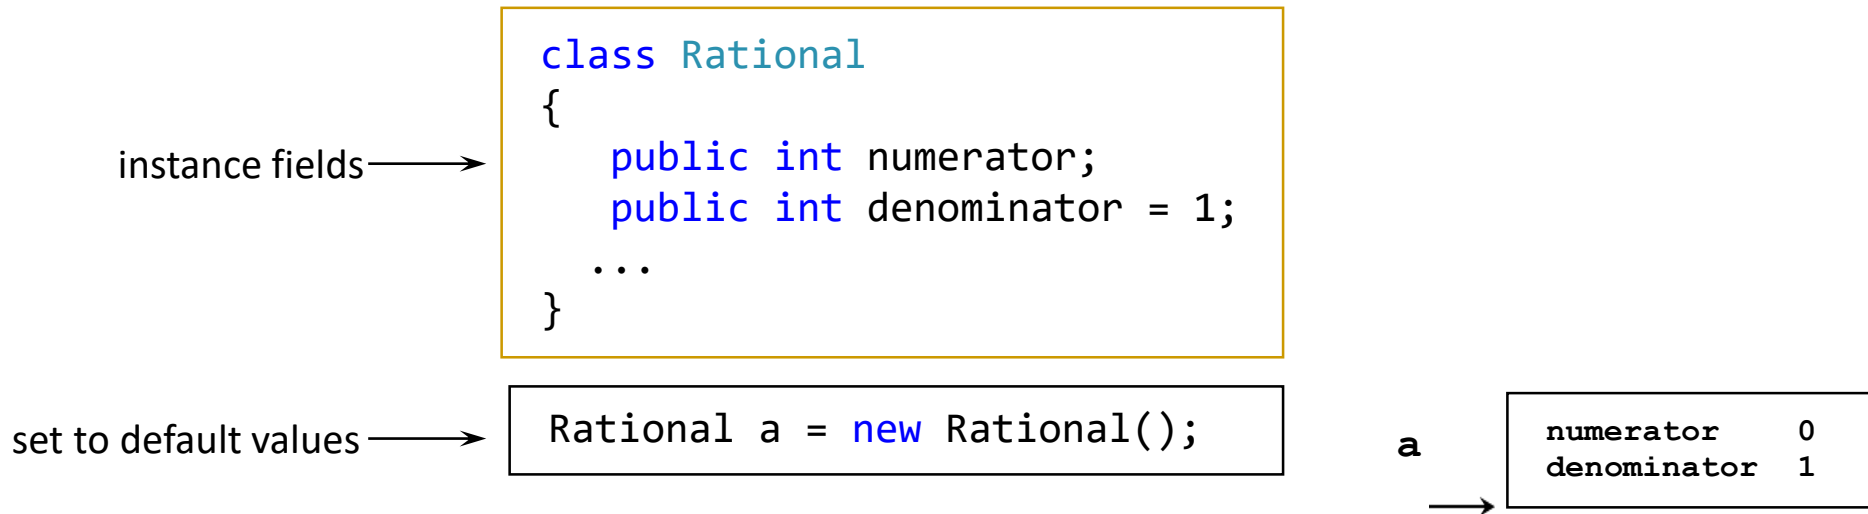 class Rational
{
instance fields
public int numerator;
public int denominator = 1;
...
}
set to default values
Rational a = new Rational();
a
numerator 0
denominator 1